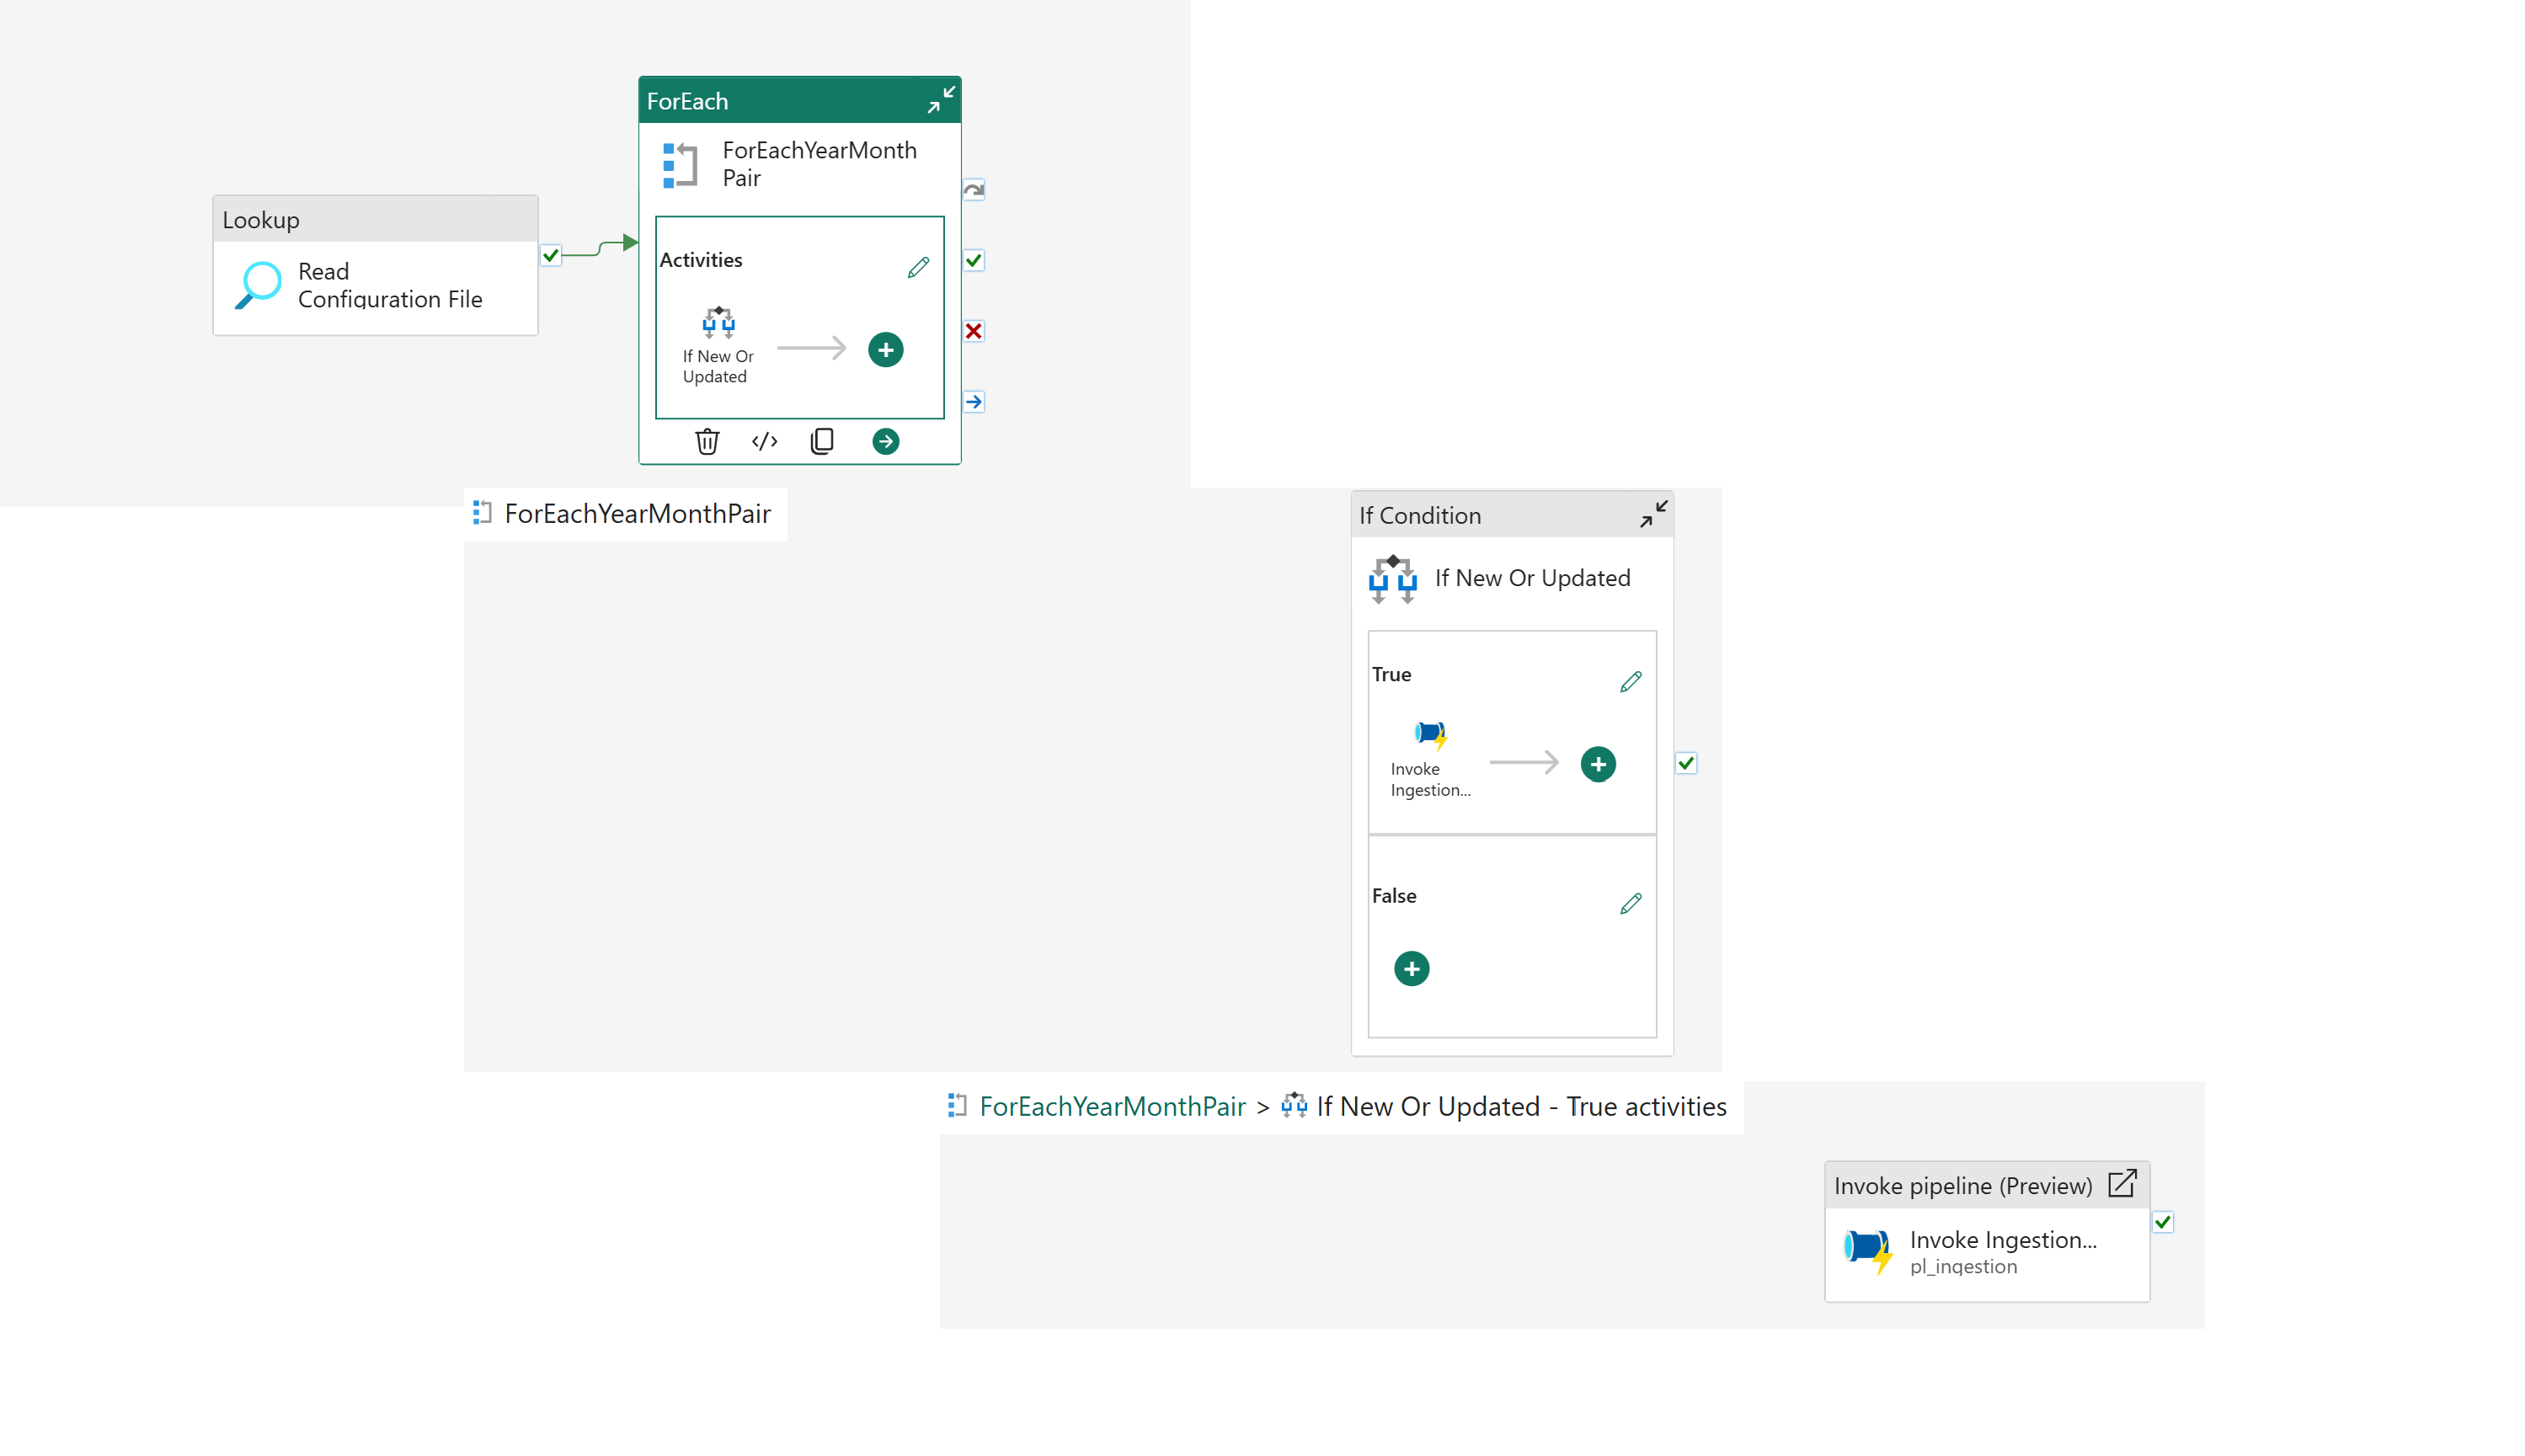 ForEach
ForEachYearMonth
Pair
Lookup
Read
Configuration File
Activities
If New Or
Updated
ForEachYearMonthPair
If Condition
If New Or Updated
True
Invoke
Ingestion...
False
ForEachYearMonthPair > If New Or Updated - True activities
Invoke pipeline (Preview)
Invoke Ingestion...
pl_ingestion